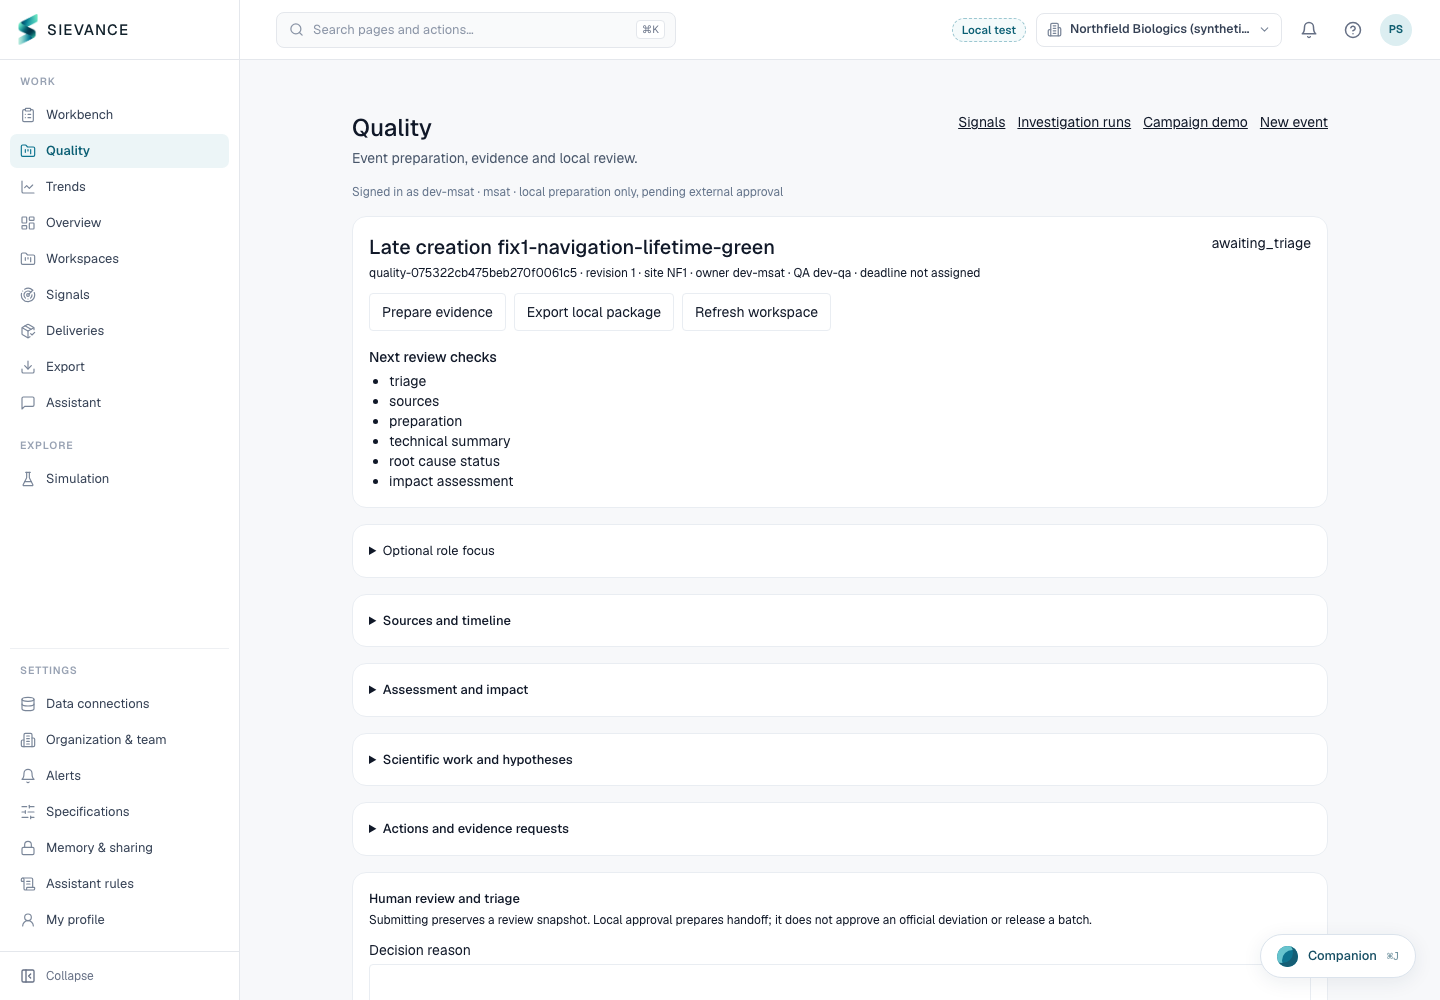 SIEVANCE
Search pages and actions...
⌘K
Local test
Northfield Biologics (syntheti...
PS
WORK
Workbench
Quality
Trends
Overview
Workspaces
Signals
Deliveries
Export
Assistant
EXPLORE
Simulation
SETTINGS
Data connections
Organization & team
Alerts
Specifications
Memory & sharing
Assistant rules
My profile
Collapse
Quality
Signals
Investigation runs
Campaign demo
New event
Event preparation, evidence and local review.
Signed in as dev-msat · msat · local preparation only, pending external approval
Late creation fix1-navigation-lifetime-green
awaiting_triage
quality-075322cb475beb270f0061c5 · revision 1 · site NF1 · owner dev-msat · QA dev-qa · deadline not assigned
Prepare evidence
Export local package
Refresh workspace
Next review checks
• triage
• sources
• preparation
• technical summary
• root cause status
• impact assessment
Optional role focus
Sources and timeline
Assessment and impact
Scientific work and hypotheses
Actions and evidence requests
Human review and triage
Submitting preserves a review snapshot. Local approval prepares handoff; it does not approve an official deviation or release a batch.
Decision reason
Companion ⌘J